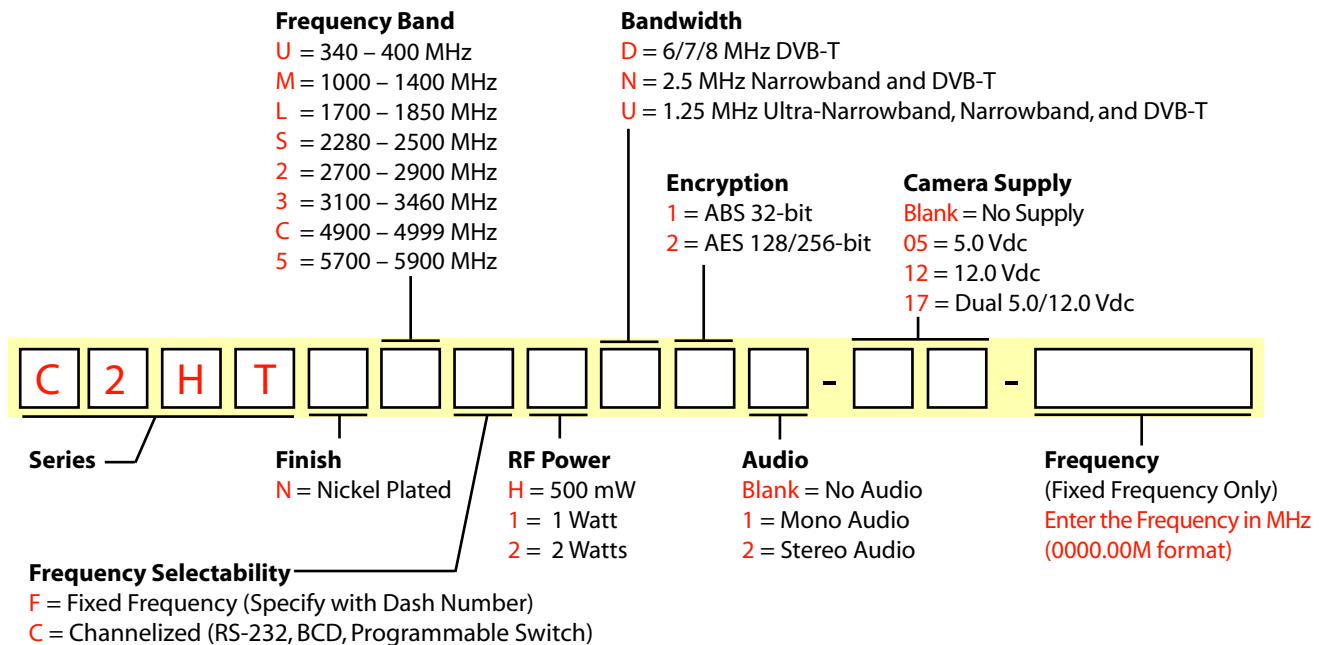 Frequency Band
U = 340 – 400 MHz
M = 1000 – 1400 MHz
L = 1700 – 1850 MHz
S = 2280 – 2500 MHz
2 = 2700 – 2900 MHz
3 = 3100 – 3460 MHz
C = 4900 – 4999 MHz
5 = 5700 – 5900 MHz
Bandwidth
D = 6/7/8 MHz DVB-T
N = 2.5 MHz Narrowband and DVB-T
U = 1.25 MHz Ultra-Narrowband, Narrowband, and DVB-T
Encryption
1 = ABS 32-bit
2 = AES 128/256-bit
Camera Supply
Blank = No Supply
05 = 5.0 Vdc
12 = 12.0 Vdc
17 = Dual 5.0/12.0 Vdc
C 2 H T - -
Series
Finish
N = Nickel Plated
RF Power
H = 500 mW
1 = 1 Watt
2 = 2 Watts
Audio
Blank = No Audio
1 = Mono Audio
2 = Stereo Audio
Frequency
(Fixed Frequency Only)
Enter the Frequency in MHz
(0000.00M format)
Frequency Selectability
F = Fixed Frequency (Specify with Dash Number)
C = Channelized (RS-232, BCD, Programmable Switch)